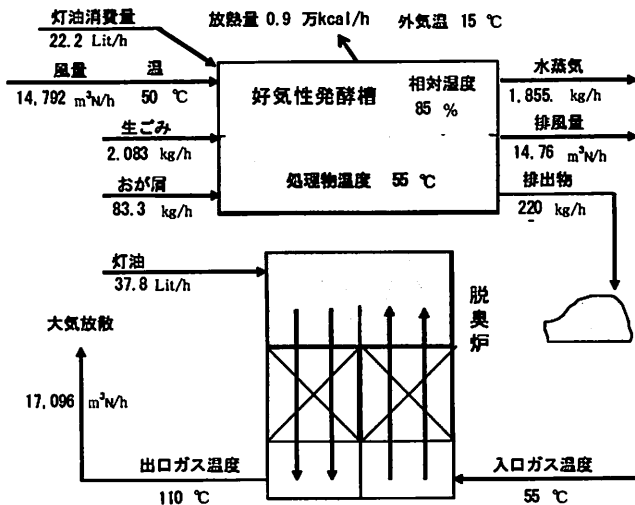 灯油消費量
22.2 Lit/h
放熱量 0.9 万kcal/h 外気温 15 ℃
風量 温
14,792 m³N/h 50 ℃
好気性発酵槽
相対湿度
85 %
水蒸気
1,855. kg/h
生ごみ
2.083 kg/h
排風量
14.76 m³N/h
おが屑
83.3 kg/h
処理物温度 55 ℃
排出物
220 kg/h
灯油
37.8 Lit/h
脱臭炉
大気放散
17,096 m³N/h
出口ガス温度
110 ℃
入口ガス温度
55 ℃